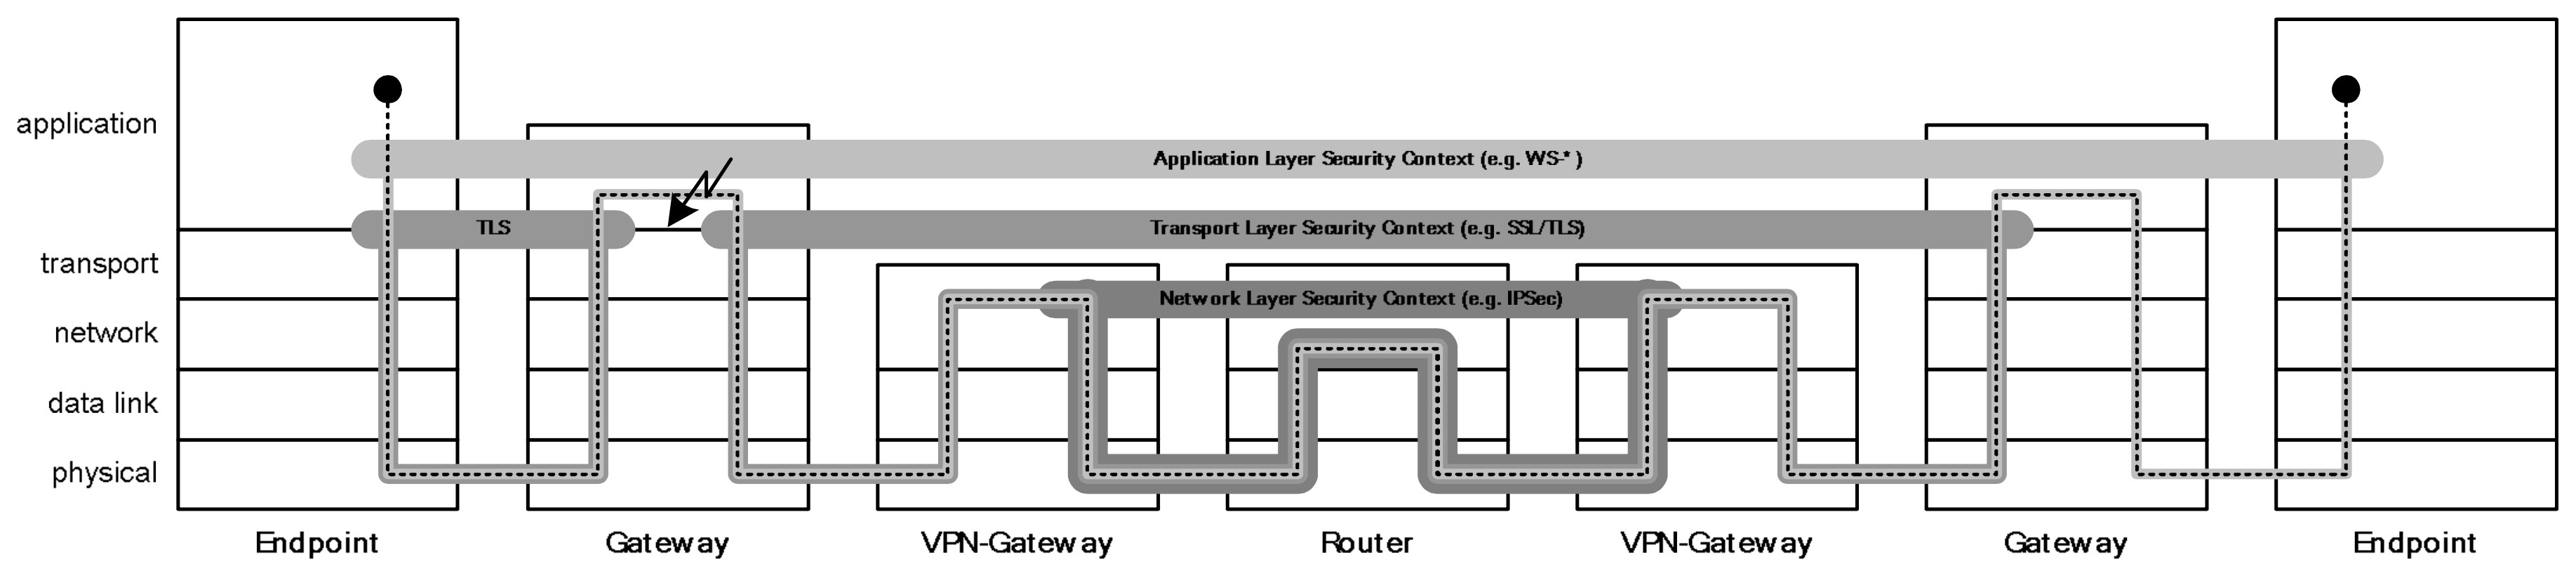 application
Application Layer Security Context (e.g. WS-* )
TLS
Transport Layer Security Context (e.g. SSL/TLS)
transport
Network Layer Security Context (e.g. IPSec)
network
data link
physical
Endpoint
Gateway
VPN-Gateway
Router
VPN-Gateway
Gateway
Endpoint